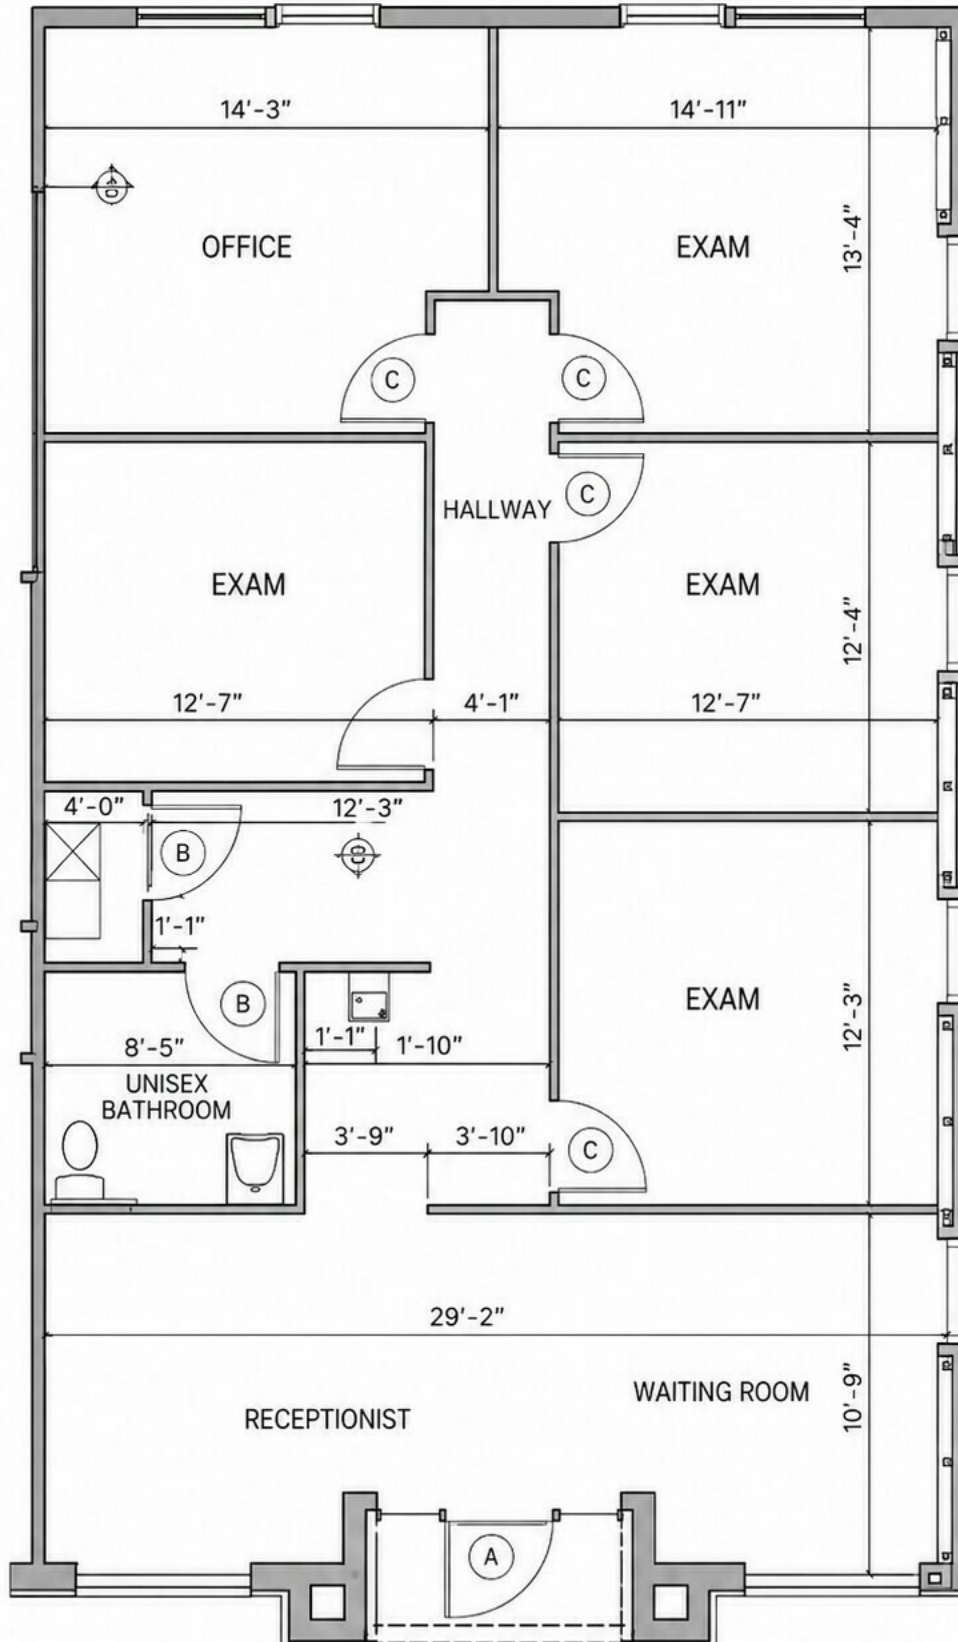 14'-3"
14'-11"
OFFICE
EXAM
13'-4"
C
C
C
HALLWAY
EXAM
EXAM
12'-4"
12'-7"
4'-1"
12'-7"
4'-0"
12'-3"
B
1'-1"
B
EXAM
12'-3"
1'-1"
1'-10"
8'-5"
UNISEX
BATHROOM
3'-9"
3'-10"
C
29'-2"
10'-9"
WAITING ROOM
RECEPTIONIST
A